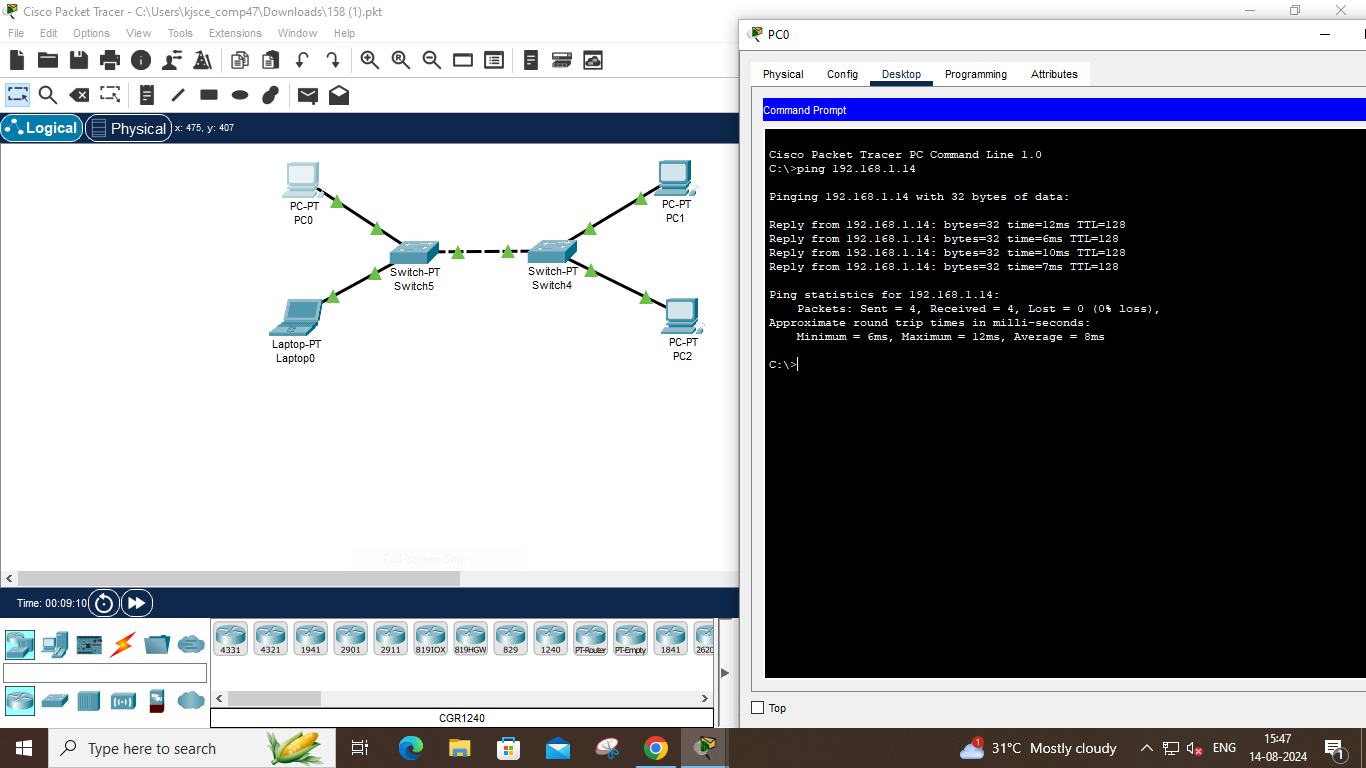 Cisco Packet Tracer - C:\Users\kjsce_comp47\Downloads\158 (1).pkt
File Edit Options View Tools Extensions Window Help
Logical
Physical
x: 475, y: 407
PC-PT
PC0
PC-PT
PC1
Switch-PT
Switch5
Switch-PT
Switch4
Laptop-PT
Laptop0
PC-PT
PC2
Time: 00:09:10
4331 4321 1941 2901 2911 819IOX 819HGW 829 1240 PT-Router PT-Empty 1841 2620
CGR1240
PC0
Physical Config Desktop Programming Attributes
Command Prompt
Cisco Packet Tracer PC Command Line 1.0
C:\>ping 192.168.1.14
Pinging 192.168.1.14 with 32 bytes of data:
Reply from 192.168.1.14: bytes=32 time=12ms TTL=128
Reply from 192.168.1.14: bytes=32 time=6ms TTL=128
Reply from 192.168.1.14: bytes=32 time=10ms TTL=128
Reply from 192.168.1.14: bytes=32 time=7ms TTL=128
Ping statistics for 192.168.1.14:
Packets: Sent = 4, Received = 4, Lost = 0 (0% loss),
Approximate round trip times in milli-seconds:
Minimum = 6ms, Maximum = 12ms, Average = 8ms
C:\>
Top
Type here to search
31°C Mostly cloudy
ENG
15:47
14-08-2024
1
1